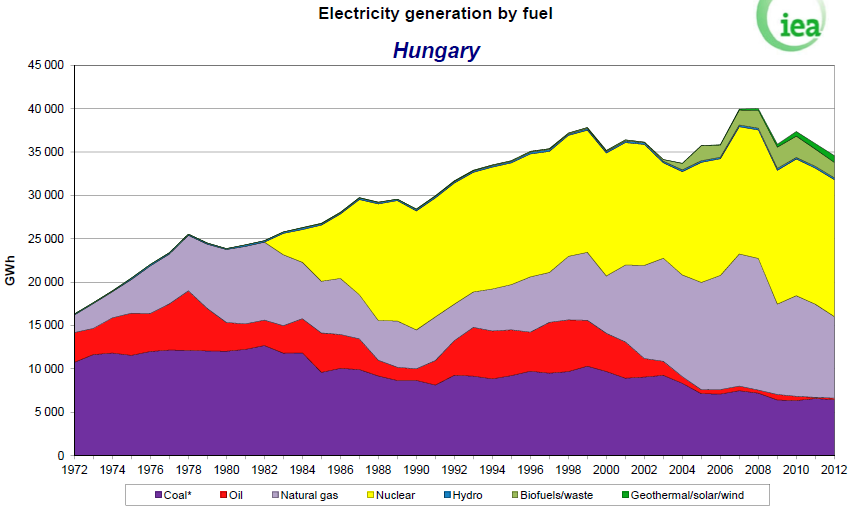 Electricity generation by fuel
iea
Hungary
45 000
40 000
35 000
30 000
25 000
20 000
15 000
10 000
5 000
0
GWh
1972 1974 1976 1978 1980 1982 1984 1986 1988 1990 1992 1994 1996 1998 2000 2002 2004 2006 2008 2010 2012
Coal* Oil Natural gas Nuclear Hydro Biofuels/waste Geothermal/solar/wind